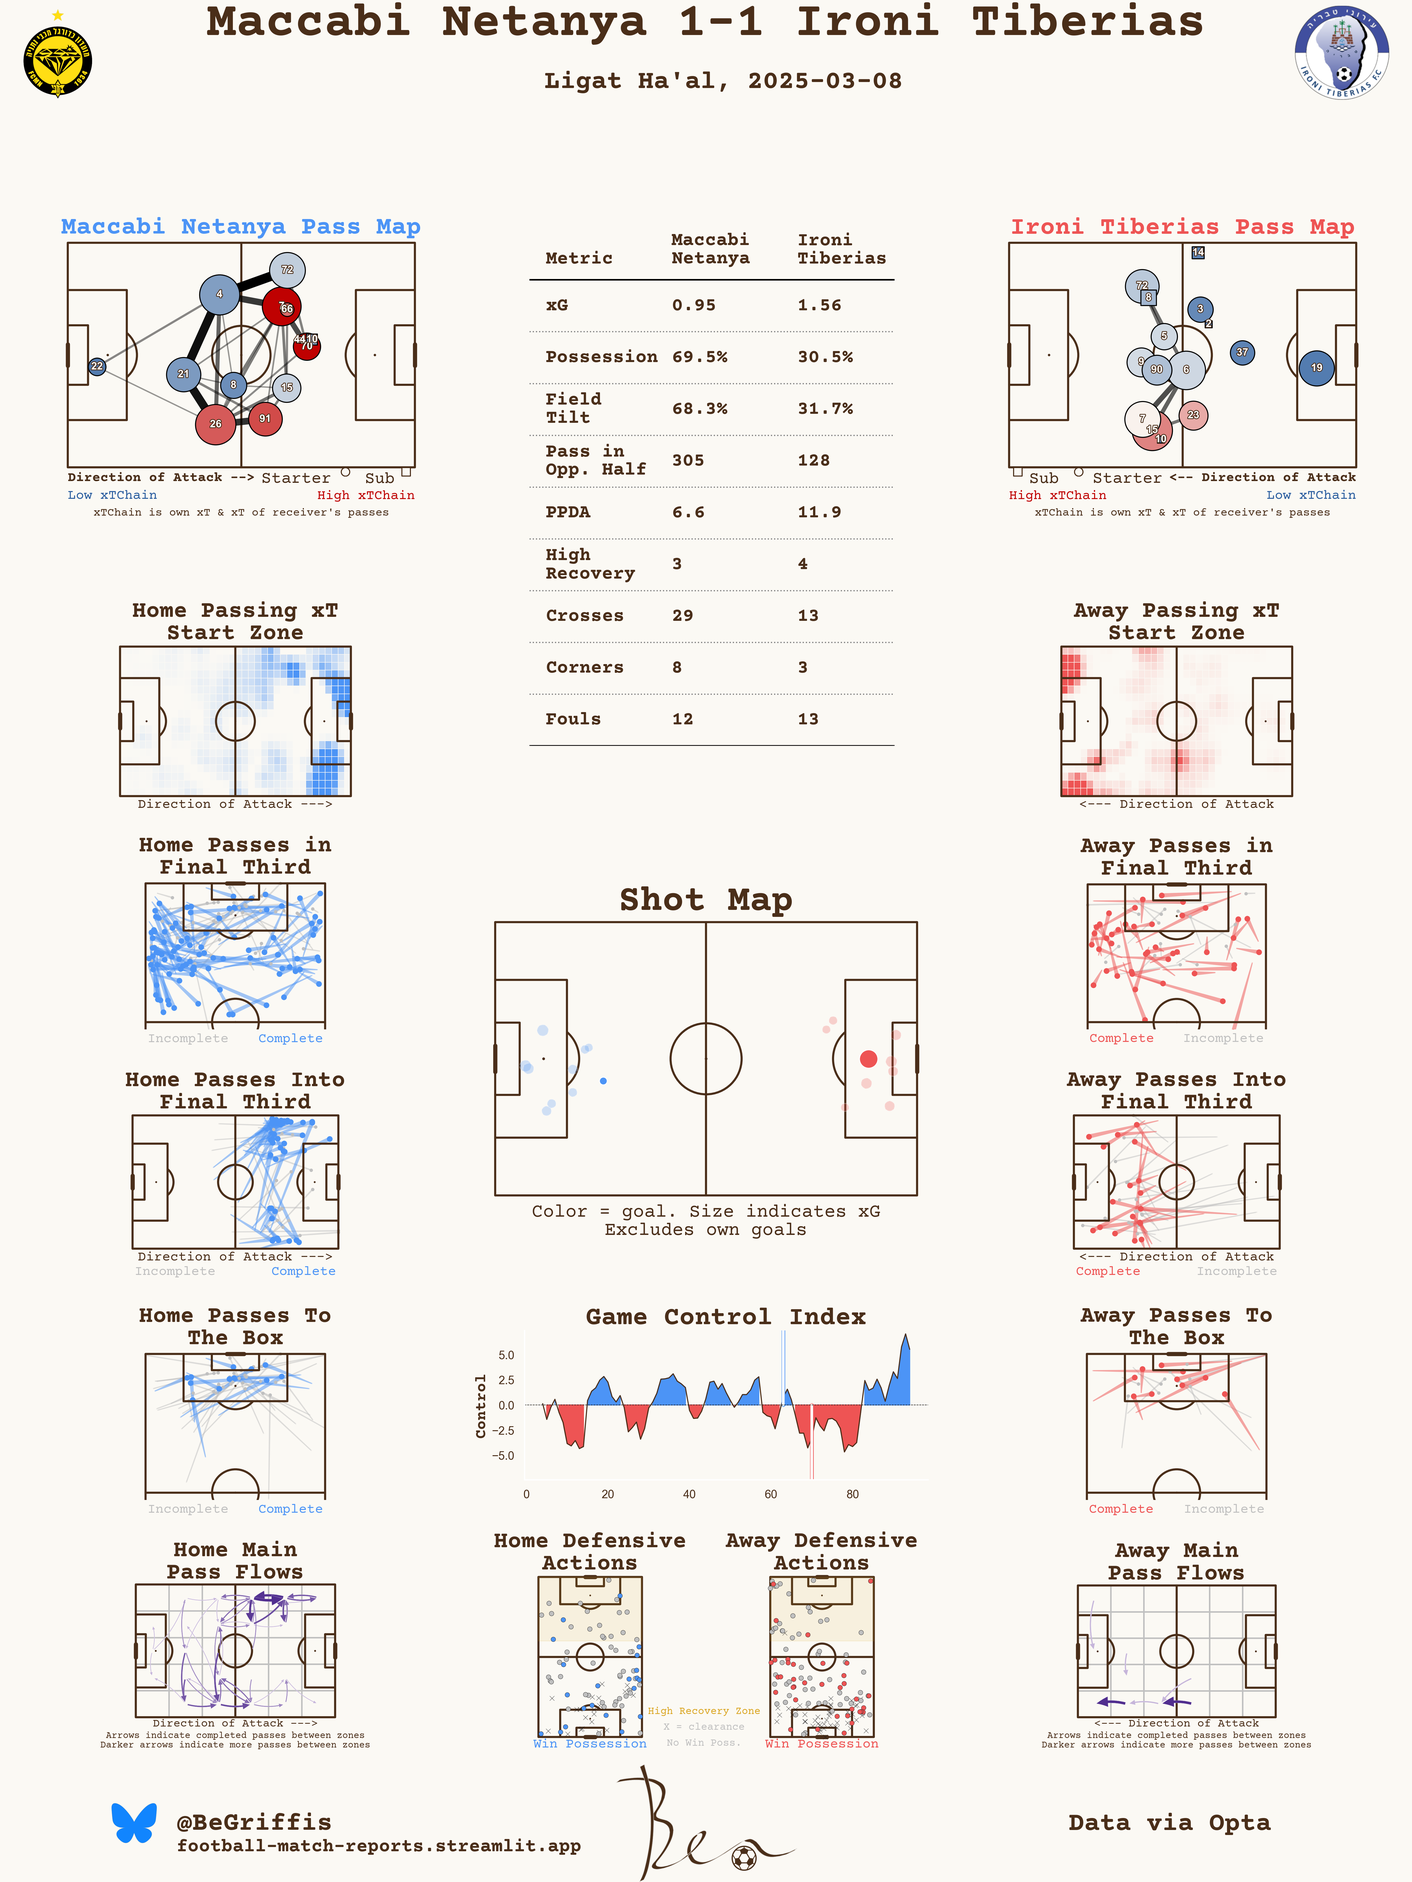 Maccabi Netanya 1-1 Ironi Tiberias
Ligat Ha'al, 2025-03-08
FCMN 1934
עירוני טבריה
IRONI TIBERIAS F.C
Maccabi Netanya Pass Map
4
72
7
66
44
10
70
22
21
8
15
26
91
Direction of Attack --> Starter Sub
Low xTChain High xTChain
xTChain is own xT & xT of receiver's passes
Metric Maccabi Netanya Ironi Tiberias
xG 0.95 1.56
Possession 69.5% 30.5%
Field Tilt 68.3% 31.7%
Pass in Opp. Half 305 128
PPDA 6.6 11.9
High Recovery 3 4
Crosses 29 13
Corners 8 3
Fouls 12 13
Ironi Tiberias Pass Map
14
72
8
3
2
5
9
90
6
37
19
7
15
10
23
Sub Starter <-- Direction of Attack
High xTChain Low xTChain
xTChain is own xT & xT of receiver's passes
Home Passing xT
Start Zone
Direction of Attack --->
Away Passing xT
Start Zone
<--- Direction of Attack
Home Passes in
Final Third
Incomplete Complete
Away Passes in
Final Third
Complete Incomplete
Shot Map
Color = goal. Size indicates xG
Excludes own goals
Home Passes Into
Final Third
Direction of Attack --->
Incomplete Complete
Away Passes Into
Final Third
<--- Direction of Attack
Complete Incomplete
Home Passes To
The Box
Incomplete Complete
Game Control Index
Control
5.0
2.5
0.0
−2.5
−5.0
0 20 40 60 80
Away Passes To
The Box
Complete Incomplete
Home Main
Pass Flows
Direction of Attack --->
Arrows indicate completed passes between zones
Darker arrows indicate more passes between zones
Home Defensive
Actions
Win Possession
High Recovery Zone
X = clearance
No Win Poss.
Away Defensive
Actions
Win Possession
Away Main
Pass Flows
<--- Direction of Attack
Arrows indicate completed passes between zones
Darker arrows indicate more passes between zones
@BeGriffis
football-match-reports.streamlit.app
Ben
Data via Opta